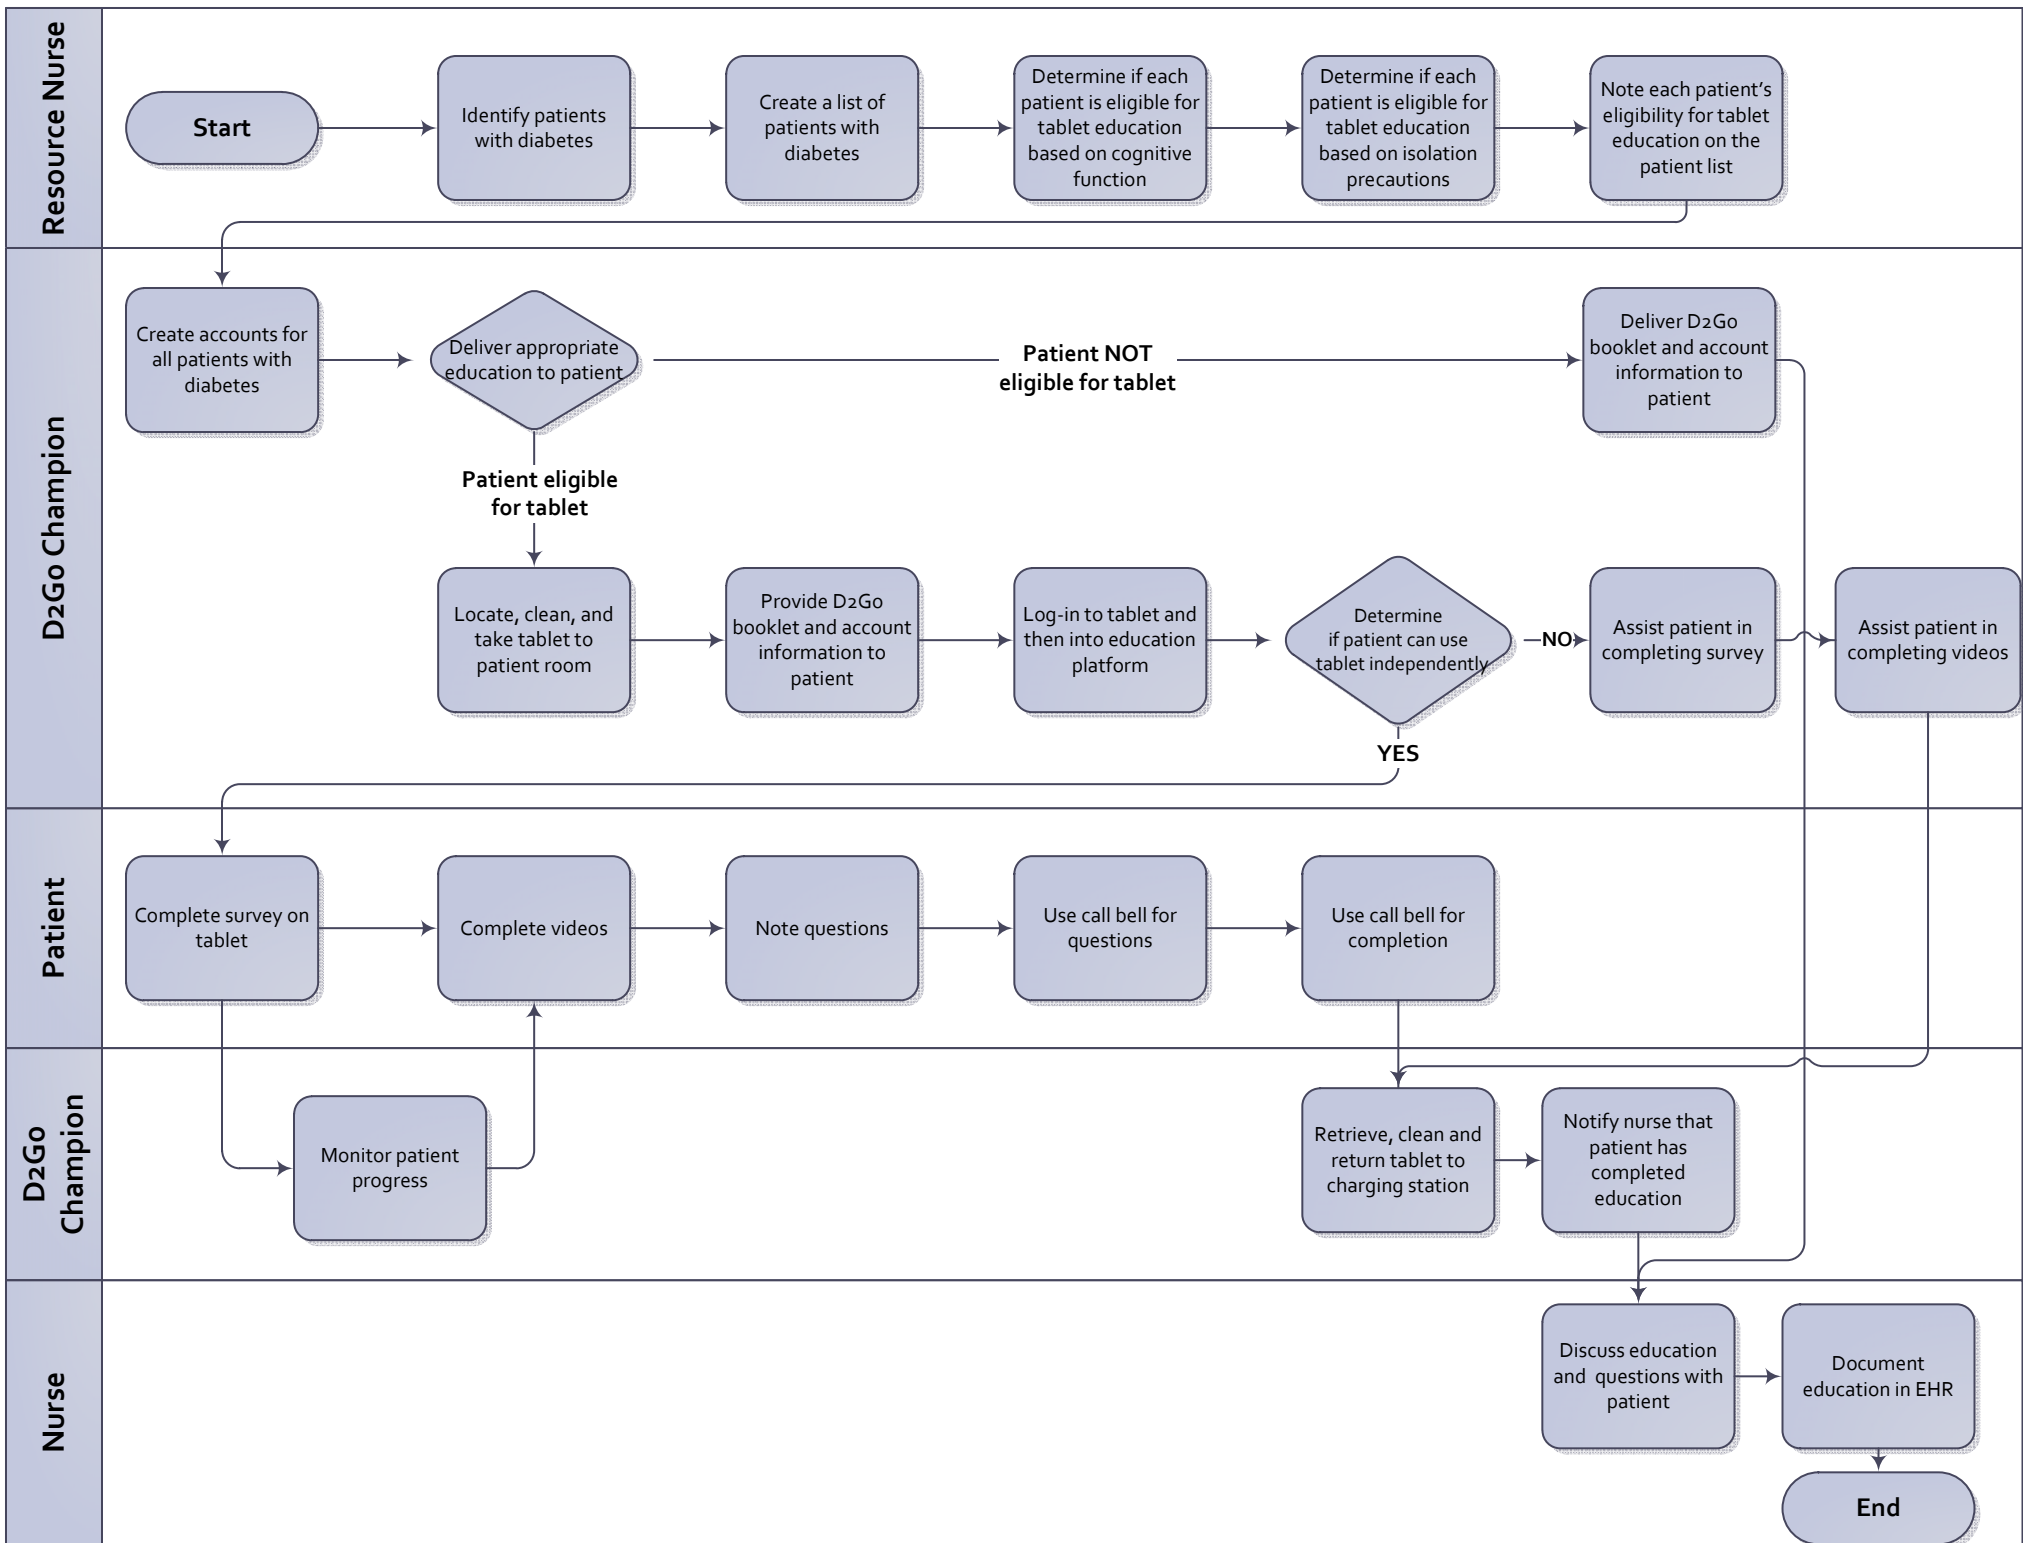 Resource Nurse
Start
Identify patients
with diabetes
Create a list of
patients with
diabetes
Determine if each
patient is eligible for
tablet education
based on cognitive
function
Determine if each
patient is eligible for
tablet education
based on isolation
precautions
Note each patient’s
eligibility for tablet
education on the
patient list
D2Go Champion
Create accounts for
all patients with
diabetes
Deliver appropriate
education to patient
Patient NOT
eligible for tablet
Deliver D2Go
booklet and account
information to
patient
Patient eligible
for tablet
Locate, clean, and
take tablet to
patient room
Provide D2Go
booklet and account
information to
patient
Log-in to tablet and
then into education
platform
Determine
if patient can use
tablet independently
NO
Assist patient in
completing survey
Assist patient in
completing videos
YES
Patient
Complete survey on
tablet
Complete videos
Note questions
Use call bell for
questions
Use call bell for
completion
D2Go
Champion
Monitor patient
progress
Retrieve, clean and
return tablet to
charging station
Notify nurse that
patient has
completed
education
Nurse
Discuss education
and  questions with
patient
Document
education in EHR
End